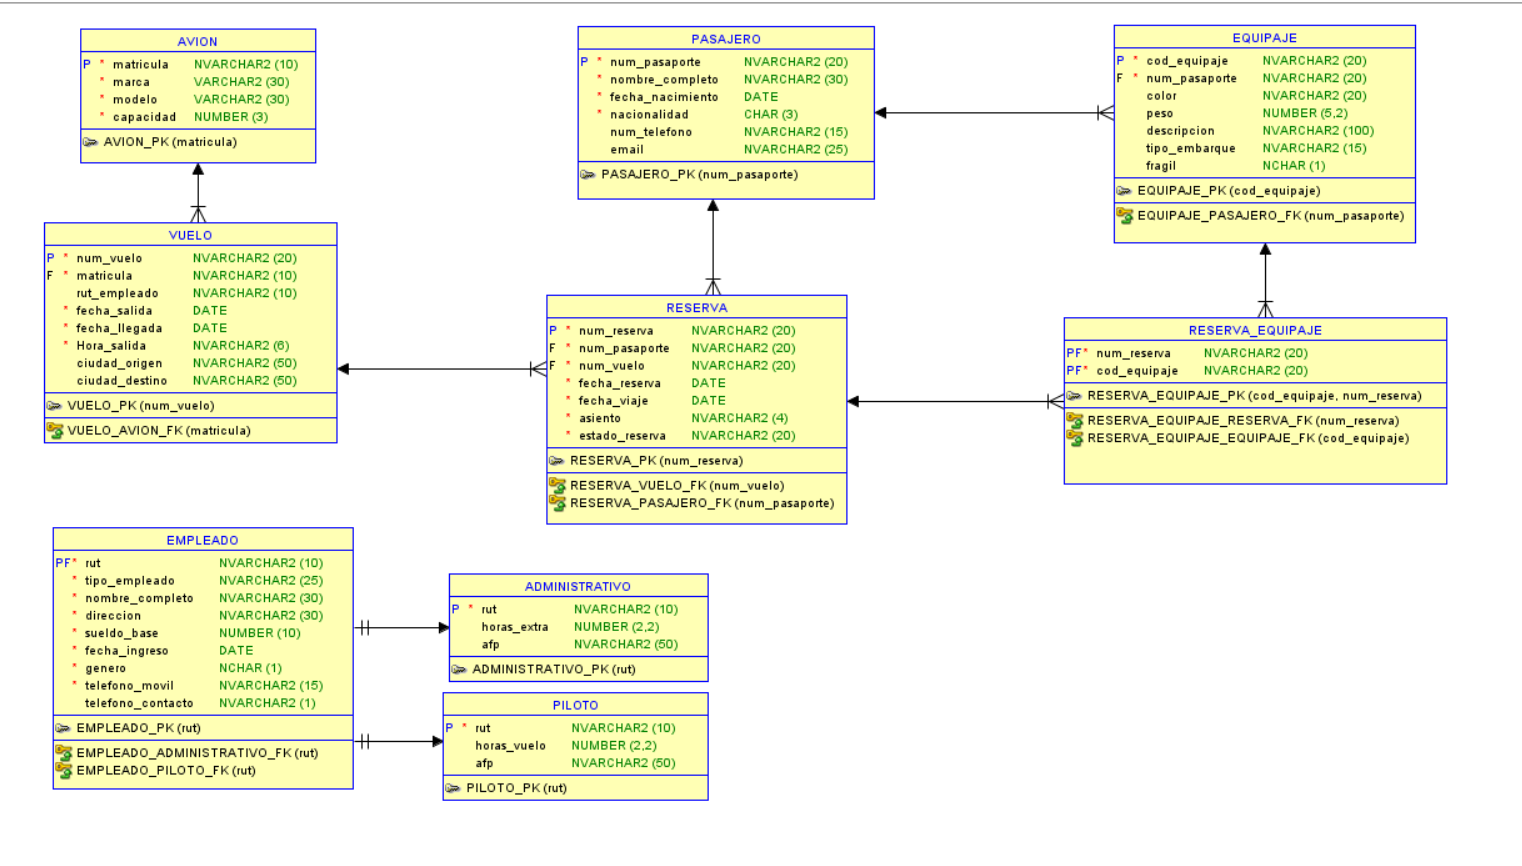 AVION
P * matricula NVARCHAR2 (10)
* marca VARCHAR2 (30)
* modelo VARCHAR2 (30)
* capacidad NUMBER (3)
AVION_PK (matricula)
PASAJERO
P * num_pasaporte NVARCHAR2 (20)
* nombre_completo NVARCHAR2 (30)
* fecha_nacimiento DATE
* nacionalidad CHAR (3)
num_telefono NVARCHAR2 (15)
email NVARCHAR2 (25)
PASAJERO_PK (num_pasaporte)
EQUIPAJE
P * cod_equipaje NVARCHAR2 (20)
F * num_pasaporte NVARCHAR2 (20)
color NVARCHAR2 (20)
peso NUMBER (5,2)
descripcion NVARCHAR2 (100)
tipo_embarque NVARCHAR2 (15)
fragil NCHAR (1)
EQUIPAJE_PK (cod_equipaje)
EQUIPAJE_PASAJERO_FK (num_pasaporte)
VUELO
P * num_vuelo NVARCHAR2 (20)
F * matricula NVARCHAR2 (10)
rut_empleado NVARCHAR2 (10)
* fecha_salida DATE
* fecha_llegada DATE
* Hora_salida NVARCHAR2 (6)
ciudad_origen NVARCHAR2 (50)
ciudad_destino NVARCHAR2 (50)
VUELO_PK (num_vuelo)
VUELO_AVION_FK (matricula)
RESERVA
P * num_reserva NVARCHAR2 (20)
F * num_pasaporte NVARCHAR2 (20)
F * num_vuelo NVARCHAR2 (20)
* fecha_reserva DATE
* fecha_viaje DATE
* asiento NVARCHAR2 (4)
* estado_reserva NVARCHAR2 (20)
RESERVA_PK (num_reserva)
RESERVA_VUELO_FK (num_vuelo)
RESERVA_PASAJERO_FK (num_pasaporte)
RESERVA_EQUIPAJE
PF* num_reserva NVARCHAR2 (20)
PF* cod_equipaje NVARCHAR2 (20)
RESERVA_EQUIPAJE_PK (cod_equipaje, num_reserva)
RESERVA_EQUIPAJE_RESERVA_FK (num_reserva)
RESERVA_EQUIPAJE_EQUIPAJE_FK (cod_equipaje)
EMPLEADO
PF* rut NVARCHAR2 (10)
* tipo_empleado NVARCHAR2 (25)
* nombre_completo NVARCHAR2 (30)
* direccion NVARCHAR2 (30)
* sueldo_base NUMBER (10)
* fecha_ingreso DATE
* genero NCHAR (1)
* telefono_movil NVARCHAR2 (15)
telefono_contacto NVARCHAR2 (1)
EMPLEADO_PK (rut)
EMPLEADO_ADMINISTRATIVO_FK (rut)
EMPLEADO_PILOTO_FK (rut)
ADMINISTRATIVO
P * rut NVARCHAR2 (10)
horas_extra NUMBER (2,2)
afp NVARCHAR2 (50)
ADMINISTRATIVO_PK (rut)
PILOTO
P * rut NVARCHAR2 (10)
horas_vuelo NUMBER (2,2)
afp NVARCHAR2 (50)
PILOTO_PK (rut)